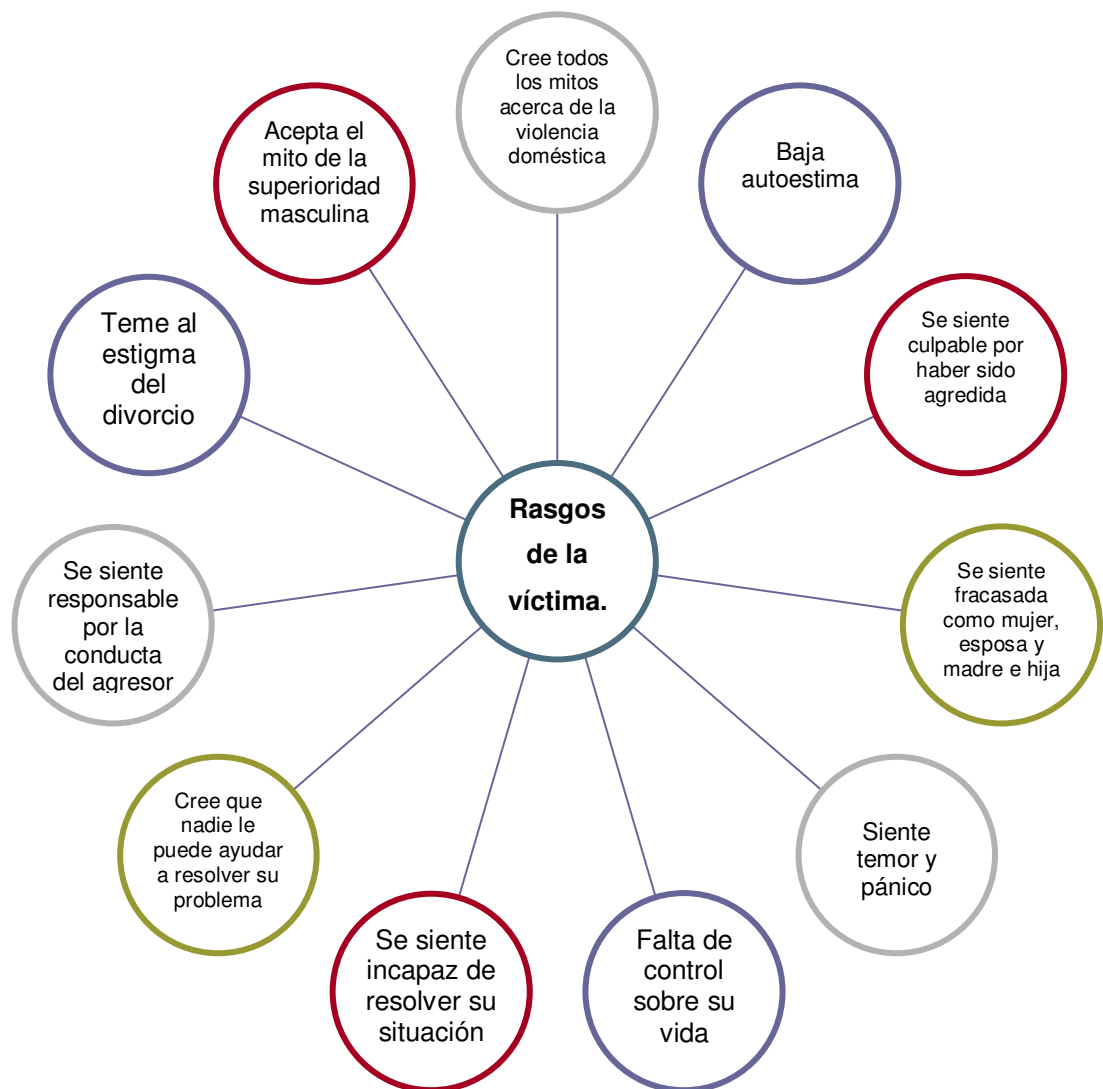 Cree todos
los mitos
acerca de la
violencia
doméstica
Baja
autoestima
Se siente
culpable por
haber sido
agredida
Se siente
fracasada
como mujer,
esposa y
madre e hija
Siente
temor y
pánico
Falta de
control
sobre su
vida
Se siente
incapaz de
resolver su
situación
Cree que
nadie le
puede ayudar
a resolver su
problema
Se siente
responsable
por la
conducta
del agresor
Teme al
estigma
del
divorcio
Acepta el
mito de la
superioridad
masculina
Rasgos
de la
víctima.